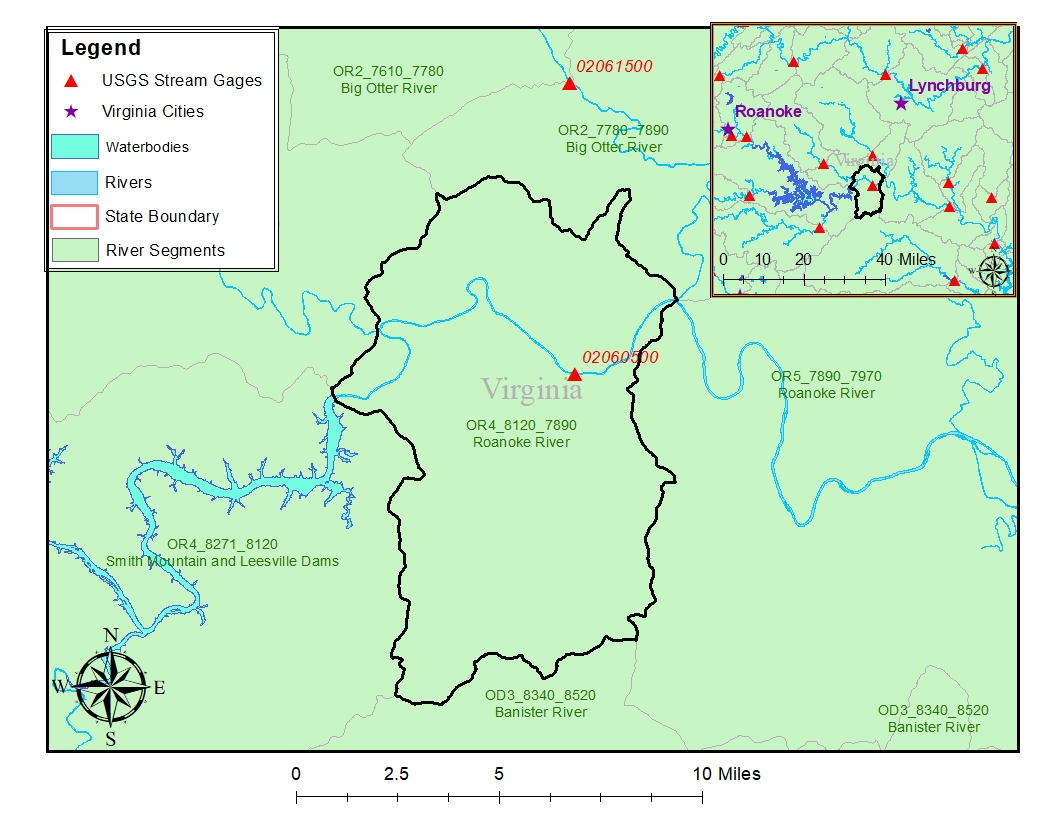 Legend
USGS Stream Gages
Virginia Cities
Waterbodies
Rivers
State Boundary
River Segments
OR2_7610_7780
Big Otter River
02061500
OR2_7780_7890
Big Otter River
Lynchburg
Roanoke
Virginia
0 10 20 40 Miles
W
S
02060500
Virginia
OR4_8120_7890
Roanoke River
OR5_7890_7970
Roanoke River
OR4_8271_8120
Smith Mountain and Leesville Dams
N
W E
S
OD3_8340_8520
Banister River
OD3_8340_8520
Banister River
0 2.5 5 10 Miles